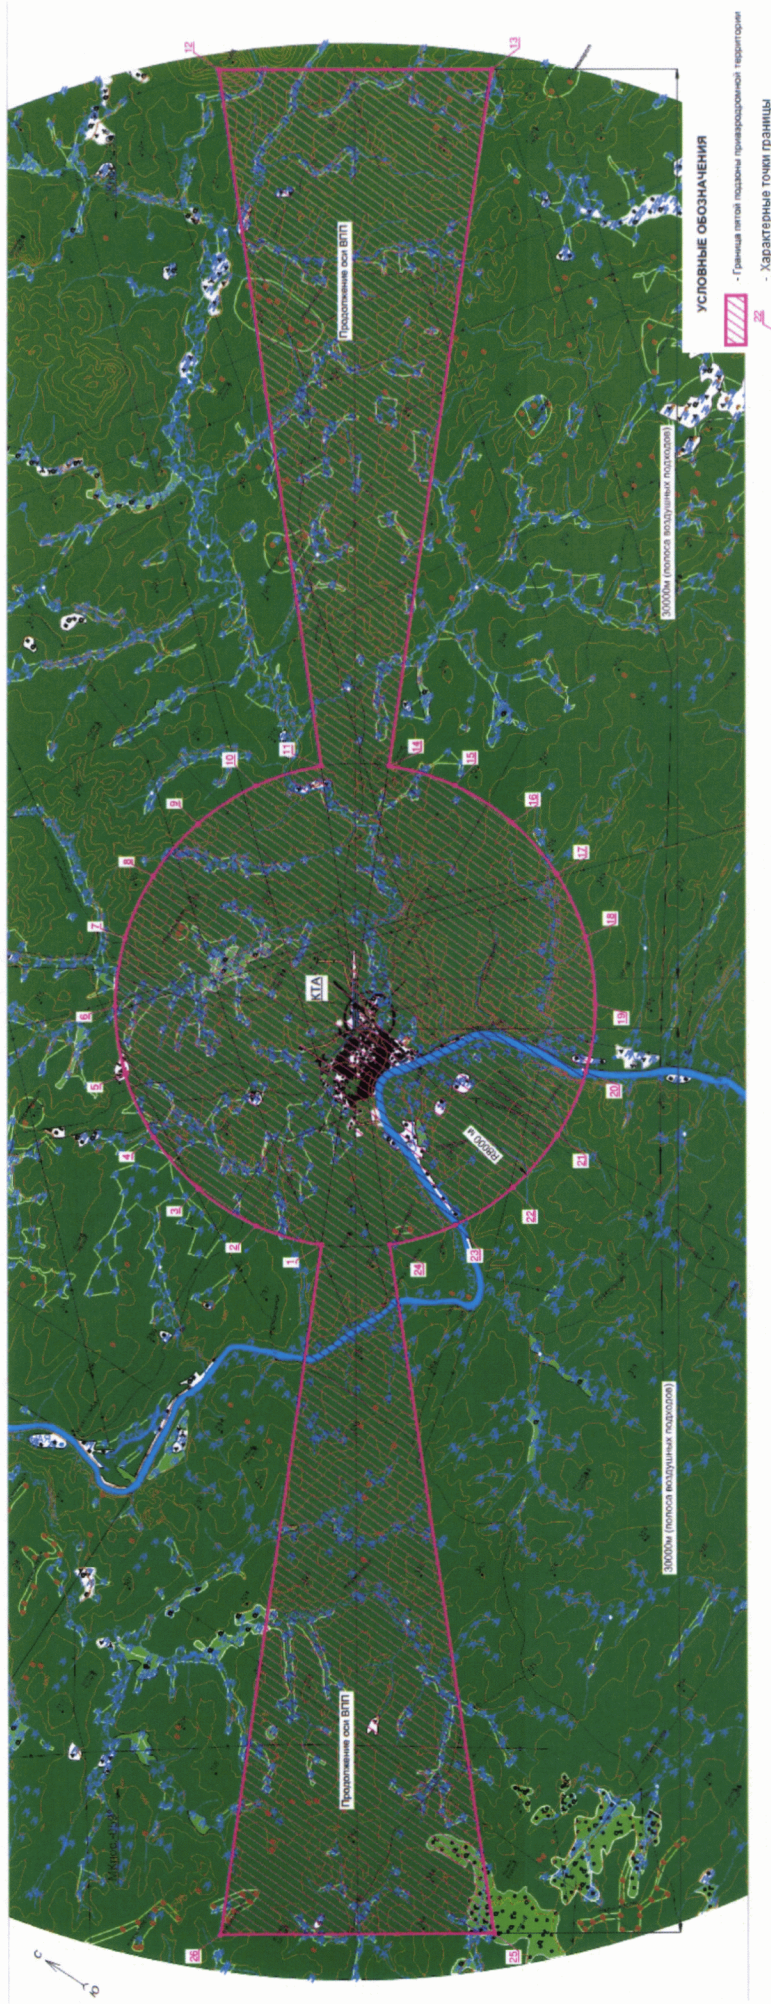 УСЛОВНЫЕ ОБОЗНАЧЕНИЯ
- Граница пятой подзоны приаэродромной территории
22 - Характерные точки границы
Продолжение оси ВПП
Продолжение оси ВПП
30000м (полоса воздушных подходов)
30000м (полоса воздушных подходов)
КТА
R8000 м
1
2
3
4
5
6
7
8
9
10
11
12
13
14
15
16
17
18
19
20
21
22
23
24
25
26
С
Ю